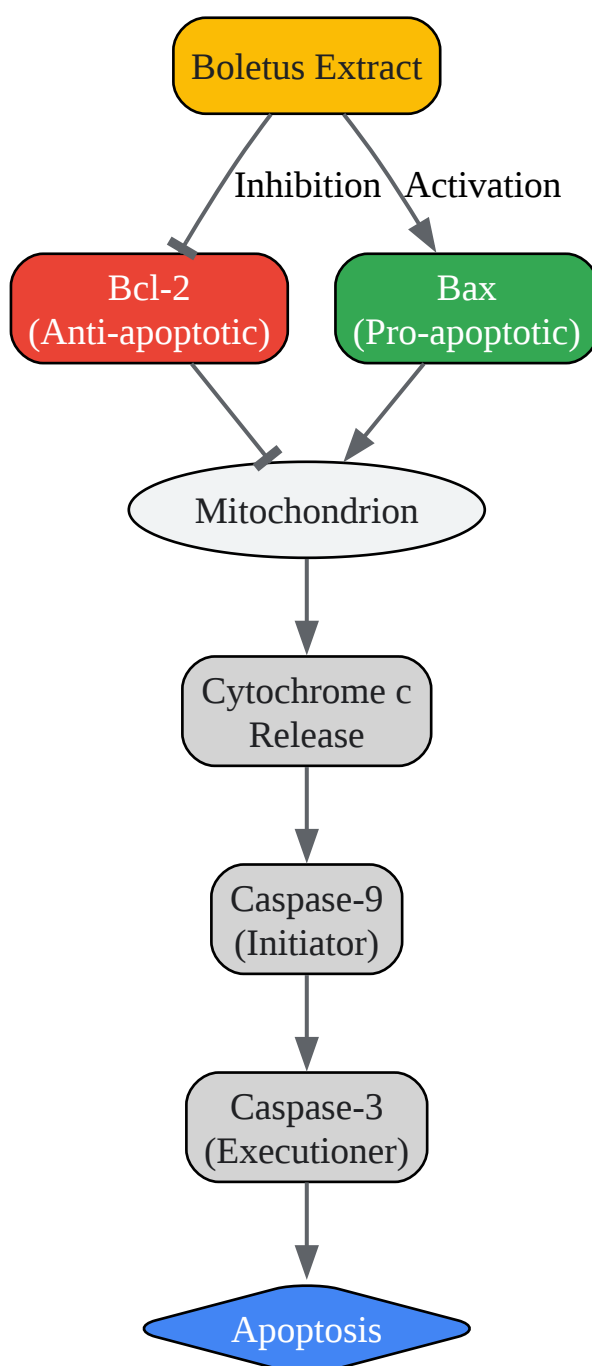 Boletus Extract
Inhibition
Activation
Bcl-2
(Anti-apoptotic)
Bax
(Pro-apoptotic)
Mitochondrion
Cytochrome c
Release
Caspase-9
(Initiator)
Caspase-3
(Executioner)
Apoptosis